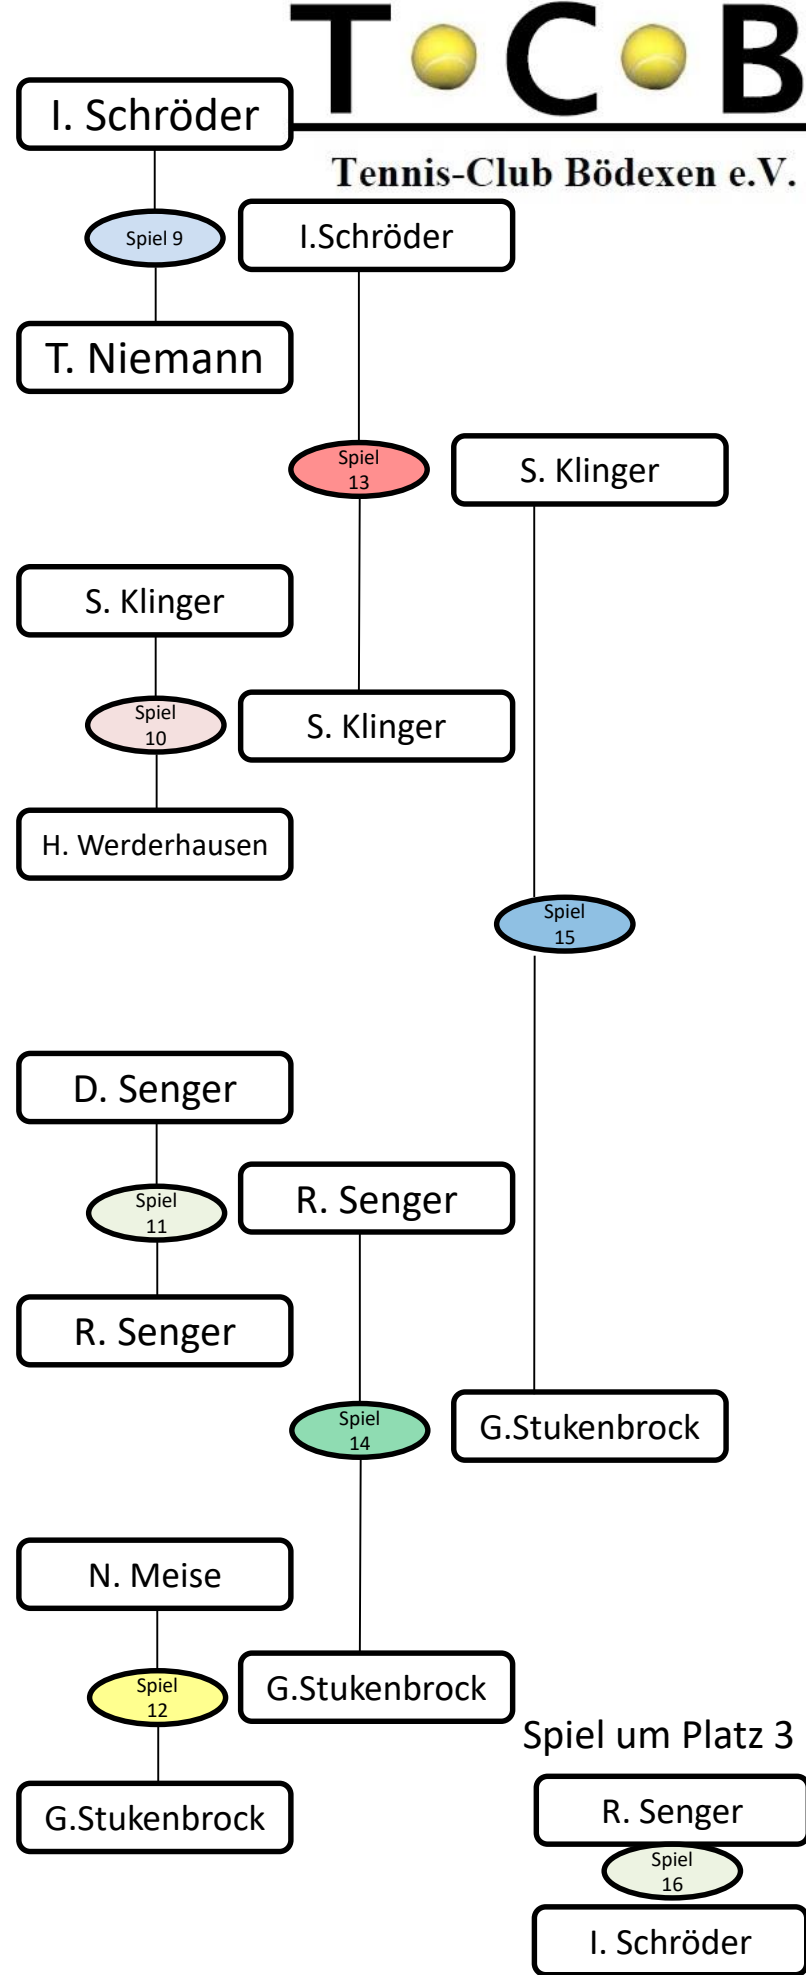 T C B
I. Schröder
Tennis-Club Bödexen e.V.
Spiel 9
I.Schröder
T. Niemann
Spiel
13
S. Klinger
S. Klinger
Spiel
10
S. Klinger
H. Werderhausen
Spiel
15
D. Senger
Spiel
11
R. Senger
R. Senger
Spiel
14
G.Stukenbrock
N. Meise
Spiel
12
G.Stukenbrock
G.Stukenbrock
Spiel um Platz 3
R. Senger
Spiel
16
I. Schröder